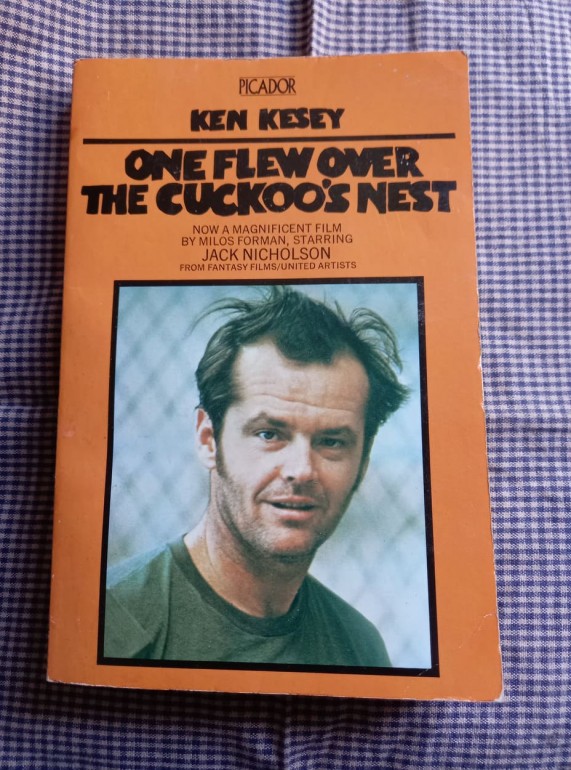 PICADOR
KEN KESEY
ONE FLEW OVER
THE CUCKOO'S NEST
NOW A MAGNIFICENT FILM
BY MILOS FORMAN, STARRING
JACK NICHOLSON
FROM FANTASY FILMS/UNITED ARTISTS